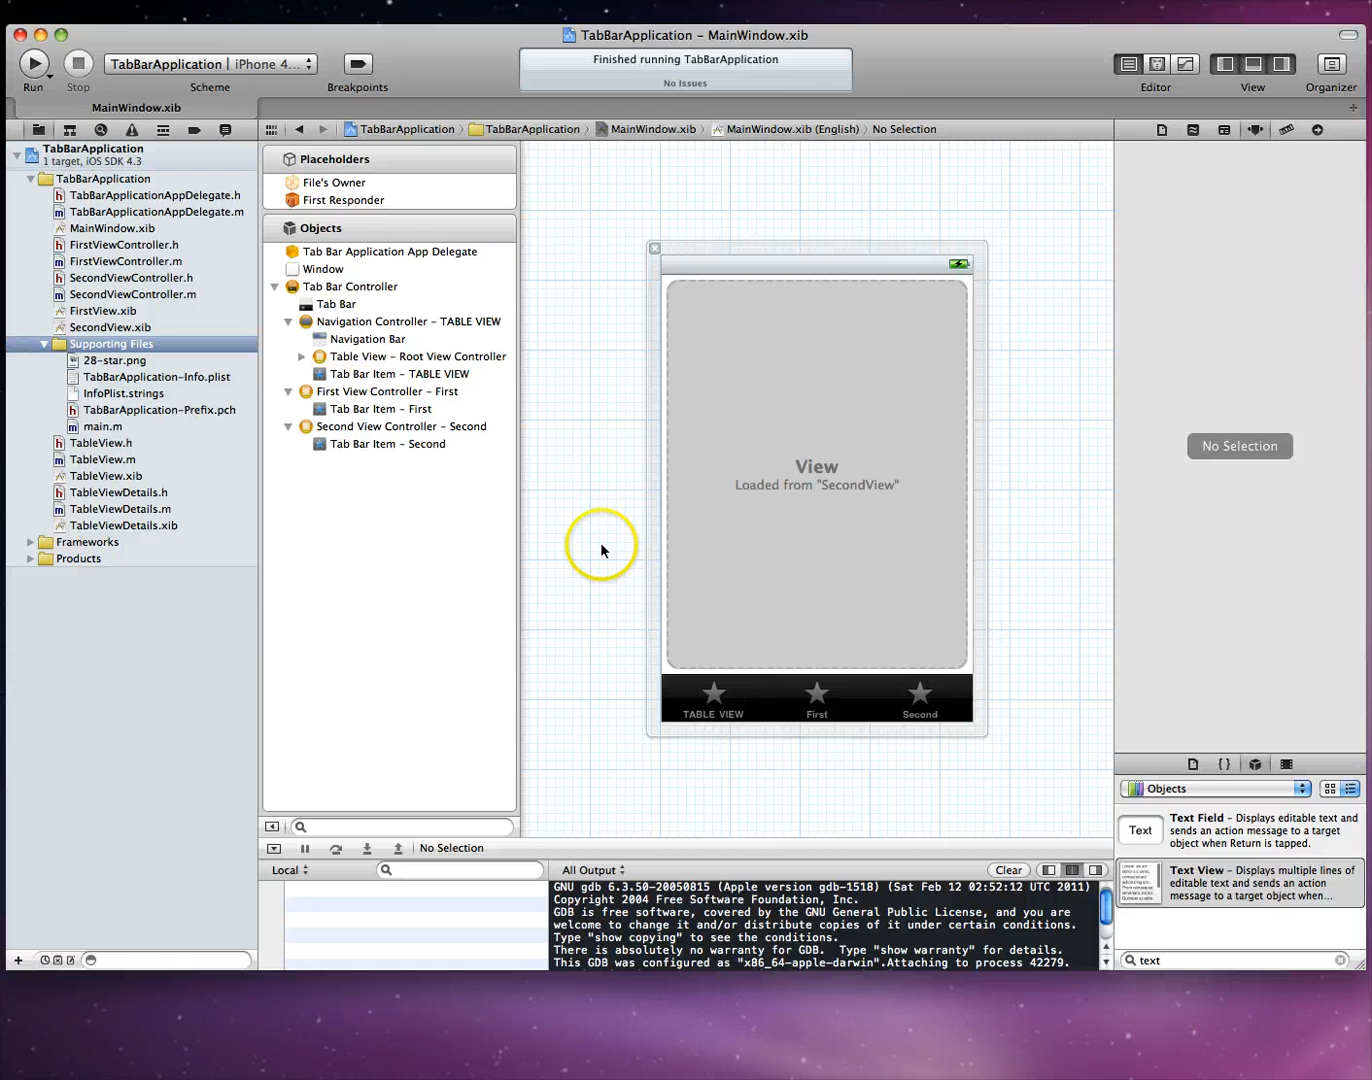 TabBarApplication – MainWindow.xib
TabBarApplication | iPhone 4...
Finished running TabBarApplication
No Issues
Run
Stop
Scheme
Breakpoints
Editor
View
Organizer
MainWindow.xib
TabBarApplication
TabBarApplication
MainWindow.xib
MainWindow.xib (English)
No Selection
TabBarApplication
1 target, iOS SDK 4.3
TabBarApplication
TabBarApplicationAppDelegate.h
TabBarApplicationAppDelegate.m
MainWindow.xib
FirstViewController.h
FirstViewController.m
SecondViewController.h
SecondViewController.m
FirstView.xib
SecondView.xib
Supporting Files
28-star.png
TabBarApplication-Info.plist
InfoPlist.strings
TabBarApplication-Prefix.pch
main.m
TableView.h
TableView.m
TableView.xib
TableViewDetails.h
TableViewDetails.m
TableViewDetails.xib
Frameworks
Products
Placeholders
File's Owner
First Responder
Objects
Tab Bar Application App Delegate
Window
Tab Bar Controller
Tab Bar
Navigation Controller – TABLE VIEW
Navigation Bar
Table View – Root View Controller
Tab Bar Item – TABLE VIEW
First View Controller – First
Tab Bar Item – First
Second View Controller – Second
Tab Bar Item – Second
View
Loaded from "SecondView"
TABLE VIEW
First
Second
No Selection
No Selection
Local
All Output
Clear
GNU gdb 6.3.50-20050815 (Apple version gdb-1518) (Sat Feb 12 02:52:12 UTC 2011)
Copyright 2004 Free Software Foundation, Inc.
GDB is free software, covered by the GNU General Public License, and you are
welcome to change it and/or distribute copies of it under certain conditions.
Type "show copying" to see the conditions.
There is absolutely no warranty for GDB.  Type "show warranty" for details.
This GDB was configured as "x86_64-apple-darwin".Attaching to process 42279.
Objects
Text
Text Field – Displays editable text and
sends an action message to a target
object when Return is tapped.
Text View – Displays multiple lines of
editable text and sends an action
message to a target object when...
text